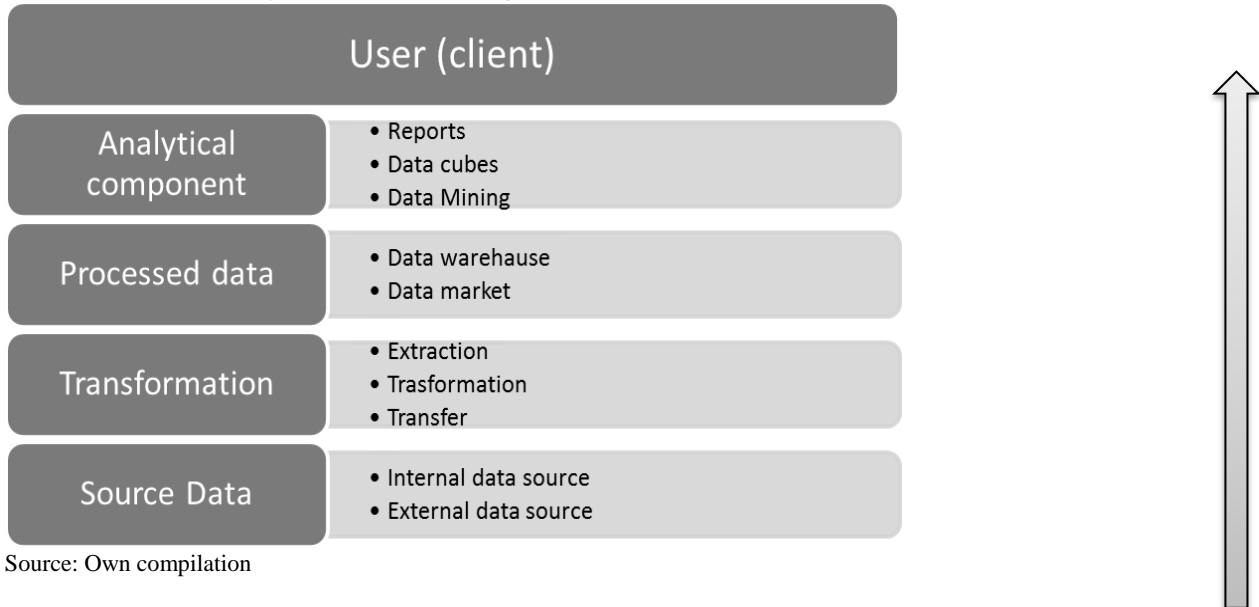 User (client)
Analytical
component
• Reports
• Data cubes
• Data Mining
Processed data
• Data warehause
• Data market
Transformation
• Extraction
• Trasformation
• Transfer
Source Data
• Internal data source
• External data source
Source: Own compilation